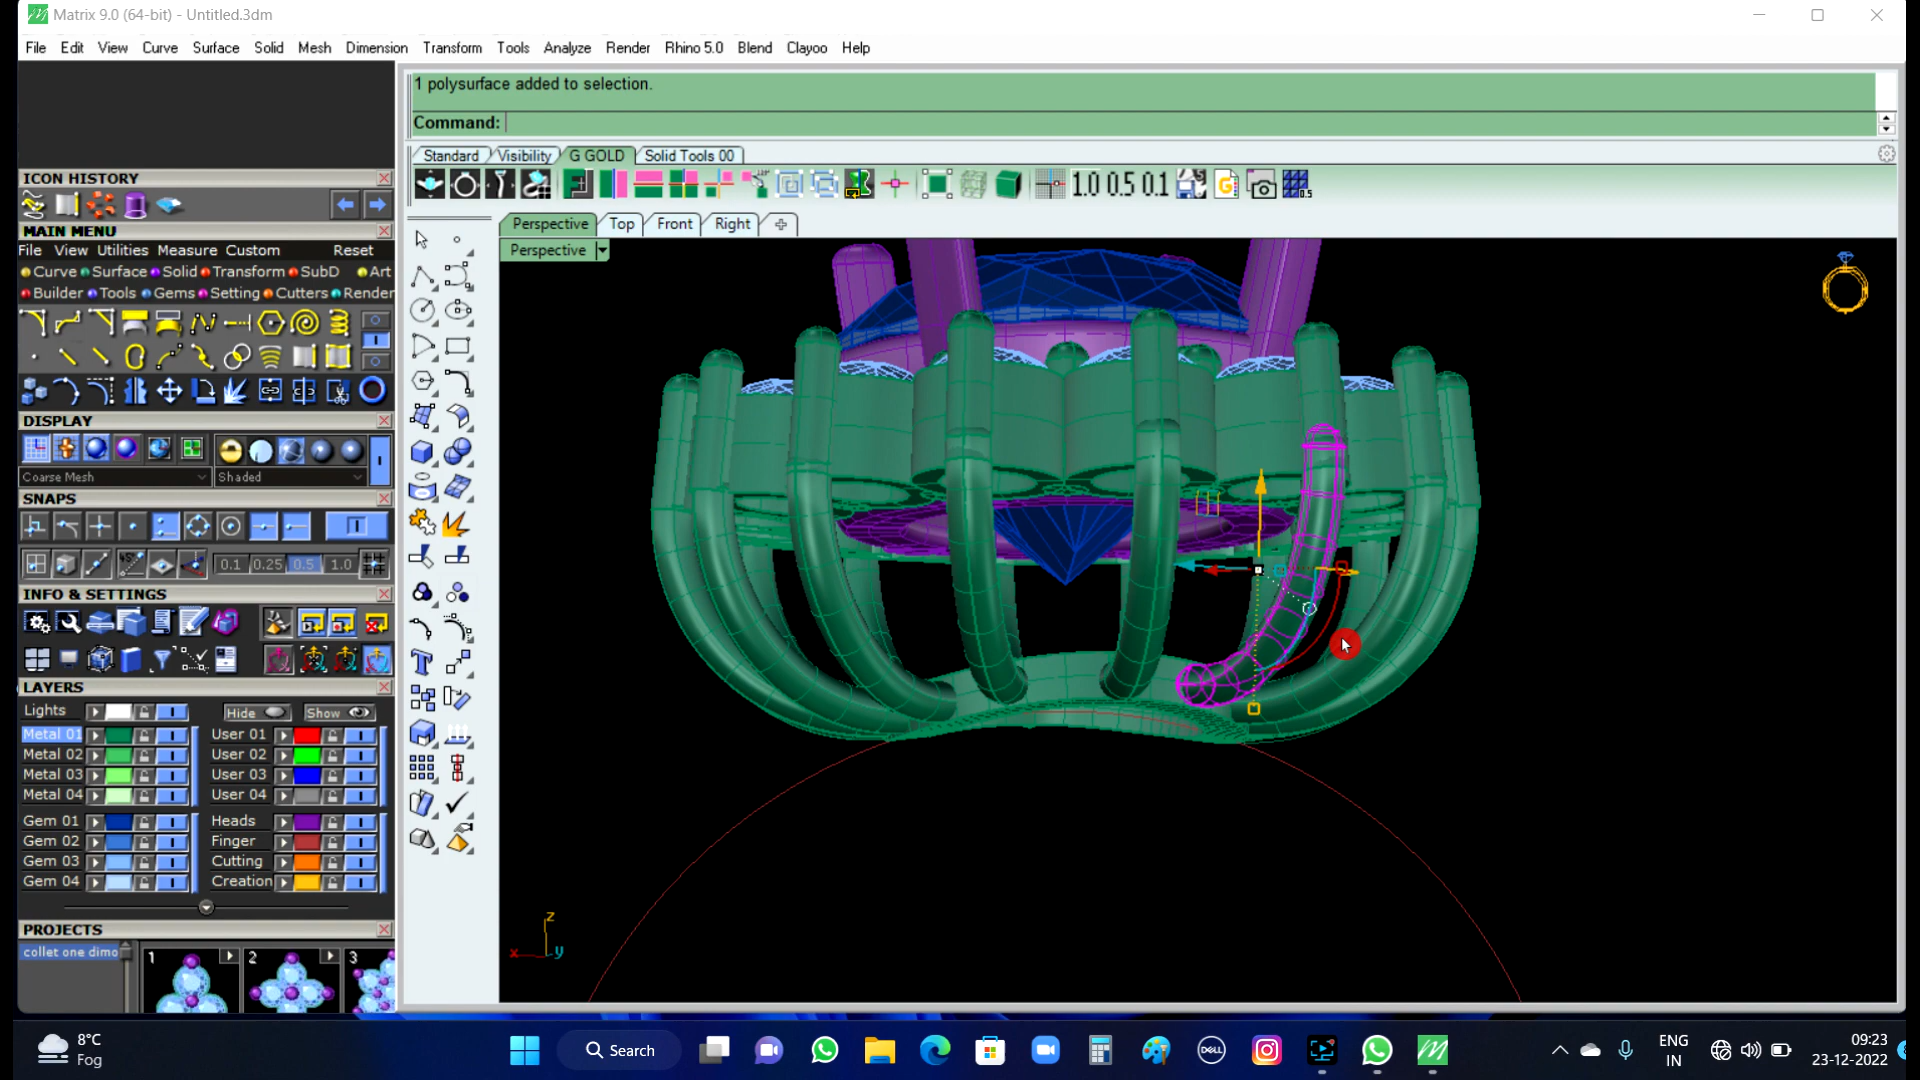 Matrix 9.0 (64-bit) - Untitled.3dm
File Edit View Curve Surface Solid Mesh Dimension Transform Tools Analyze Render Rhino 5.0 Blend Clayoo Help
1 polysurface added to selection.
Command:
Standard Visibility G GOLD Solid Tools 00
1.0 0.5 0.1
Perspective Top Front Right
Perspective
ICON HISTORY
MAIN MENU
File View Utilities Measure Custom Reset
Curve Surface Solid Transform SubD Art
Builder Tools Gems Setting Cutters Render
DISPLAY
Coarse Mesh Shaded
SNAPS
0.1 0.25 0.5 1.0
INFO & SETTINGS
LAYERS
Lights Hide Show
Metal 01 User 01
Metal 02 User 02
Metal 03 User 03
Metal 04 User 04
Gem 01 Heads
Gem 02 Finger
Gem 03 Cutting
Gem 04 Creation
PROJECTS
collet one dimo
1 2 3
z
x y
8°C
Fog
Search
DELL
ENG
IN
09:23
23-12-2022